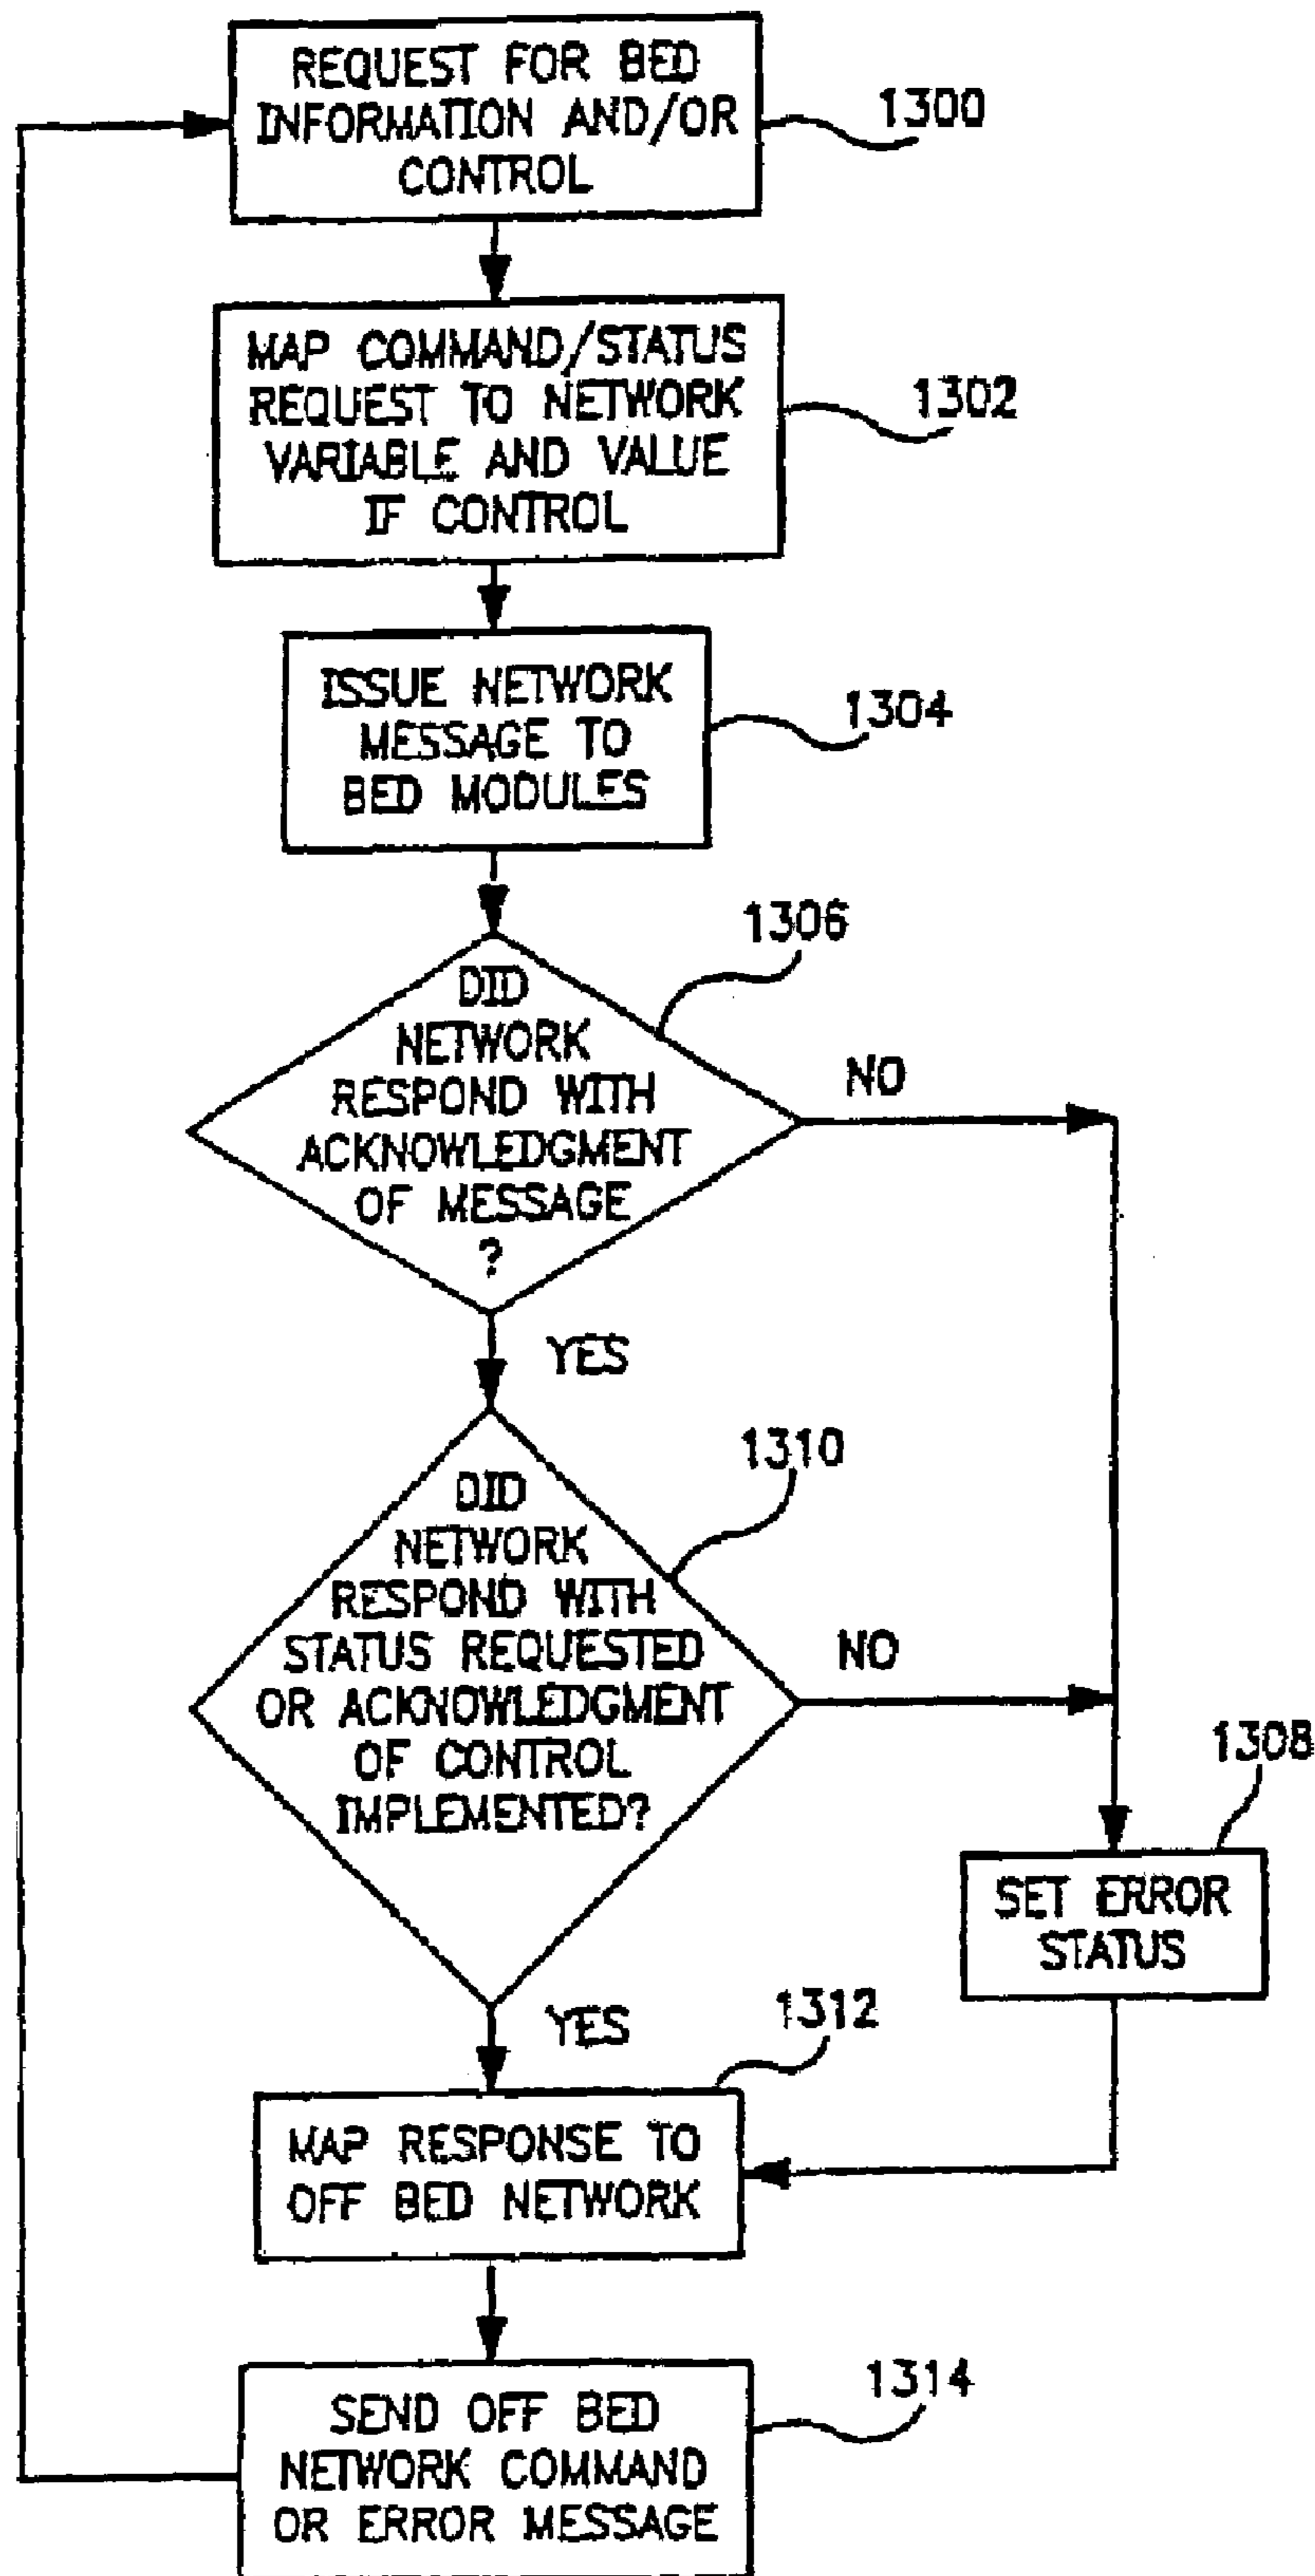 REQUEST FOR BED
INFORMATION AND/OR
CONTROL
1300
MAP COMMAND/STATUS
REQUEST TO NETWORK
VARIABLE AND VALUE
IF CONTROL
1302
ISSUE NETWORK
MESSAGE TO
BED MODULES
1304
1306
DID
NETWORK
RESPOND WITH
ACKNOWLEDGMENT
OF MESSAGE
?
NO
YES
1310
DID
NETWORK
RESPOND WITH
STATUS REQUESTED
OR ACKNOWLEDGMENT
OF CONTROL
IMPLEMENTED?
NO
1308
SET ERROR
STATUS
YES
1312
MAP RESPONSE TO
OFF BED NETWORK
1314
SEND OFF BED
NETWORK COMMAND
OR ERROR MESSAGE